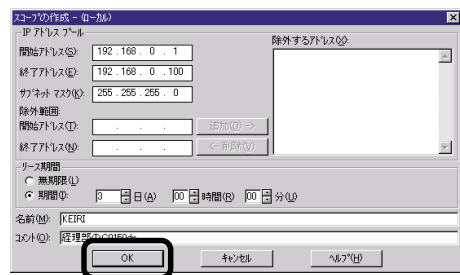 スコープの作成 - (ローカル)
IP アドレス プール
開始アドレス(S): 192 . 168 . 0 . 1
終了アドレス(E): 192 . 168 . 0 . 100
サブネット マスク(K): 255 . 255 . 255 . 0
除外範囲:
開始アドレス(T): . . . 追加(D) ->
終了アドレス(N): . . . <- 削除(V)
除外するアドレス(X):
リース期間
無期限(L)
期間(I): 3 日(A) 00 時間(R) 00 分(U)
名前(M): KEIRI
コメント(O): 経理部
OK キャンセル ヘルプ(H)